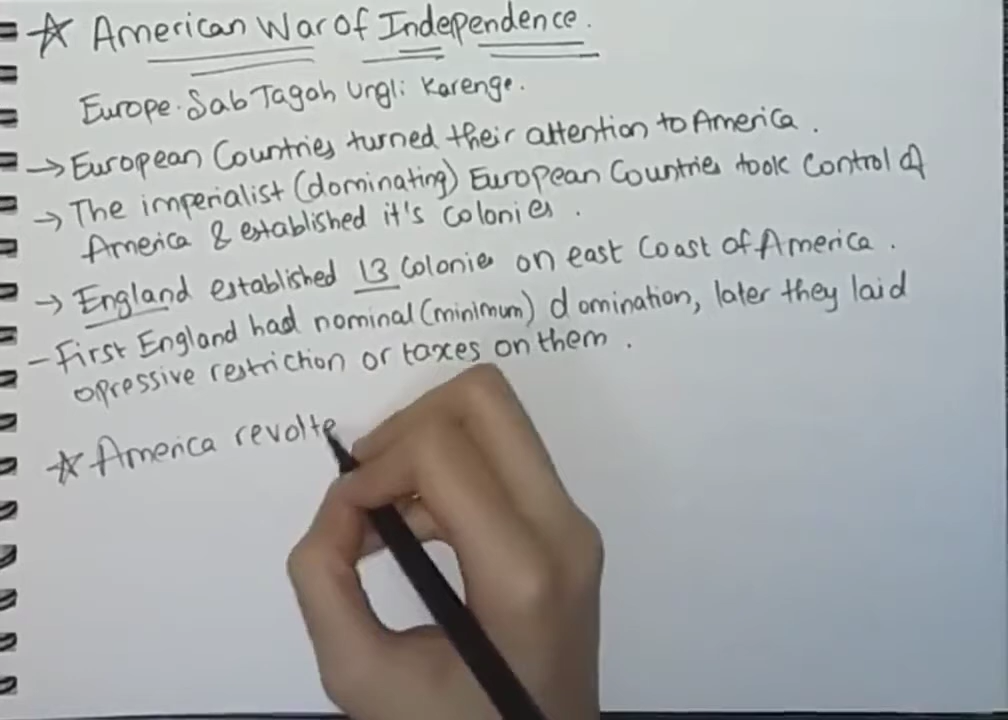 ☆ American War of Independence.
Europe. Sab Jagah Ungli Karenge.
→ European Countries turned their attention to America.
→ The imperialist (dominating) European Countries took Control of
America & established it's Colonies.
→ England established 13 Colonies on east Coast of America.
- First England had nominal (minimum) domination, later they laid
opressive restriction or taxes on them.
☆ America revolte